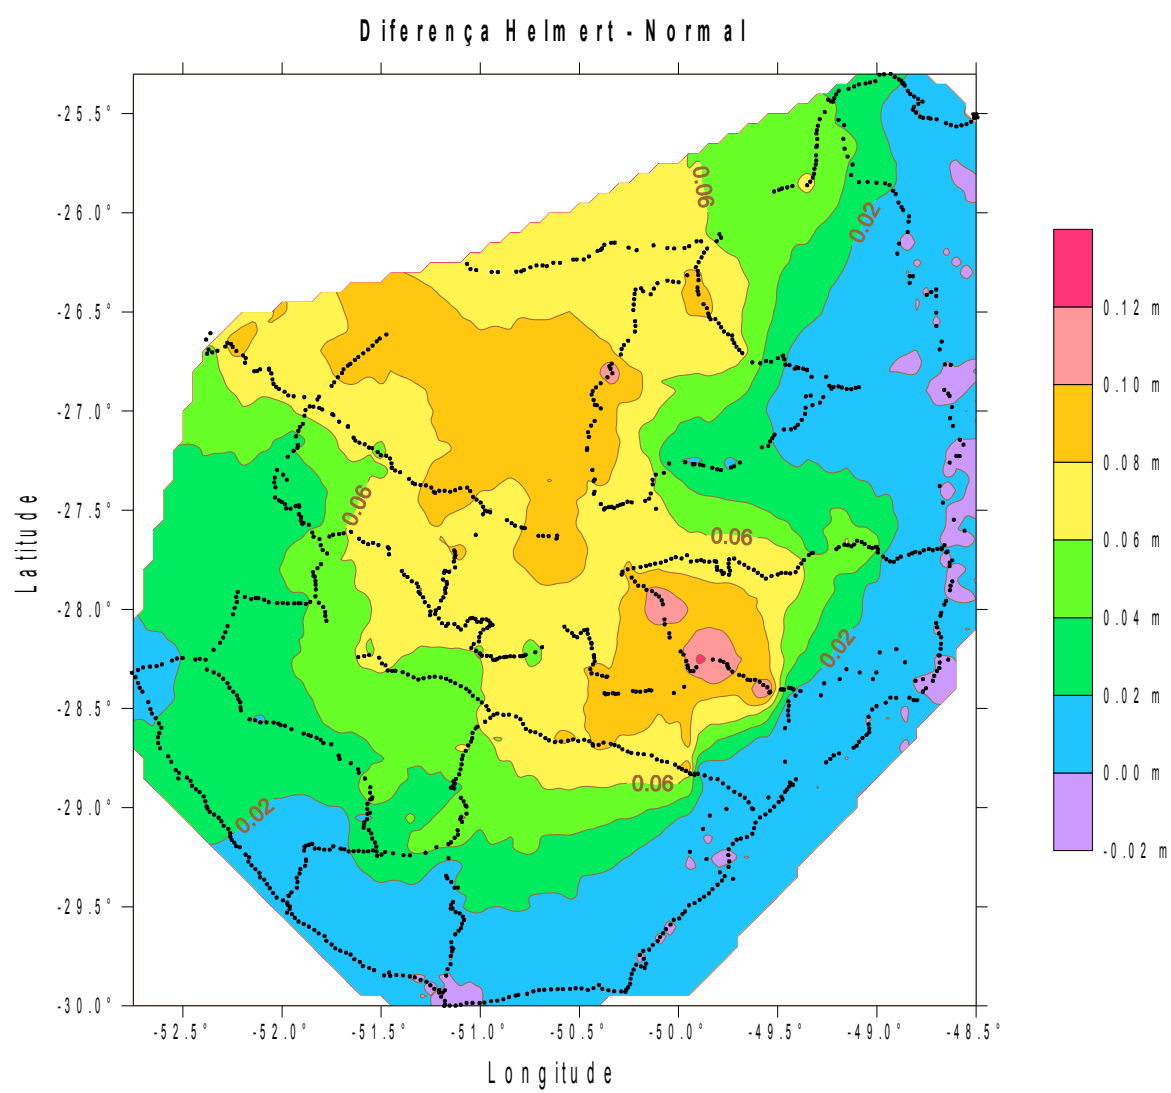 Diferença Helmert - Normal
-25.5°
-26.0°
-26.5°
-27.0°
-27.5°
-28.0°
-28.5°
-29.0°
-29.5°
-30.0°
Latitude
-52.5°
-52.0°
-51.5°
-51.0°
-50.5°
-50.0°
-49.5°
-49.0°
-48.5°
Longitude
0.06
0.02
0.06
0.06
0.02
0.06
0.02
0.12 m
0.10 m
0.08 m
0.06 m
0.04 m
0.02 m
0.00 m
-0.02 m